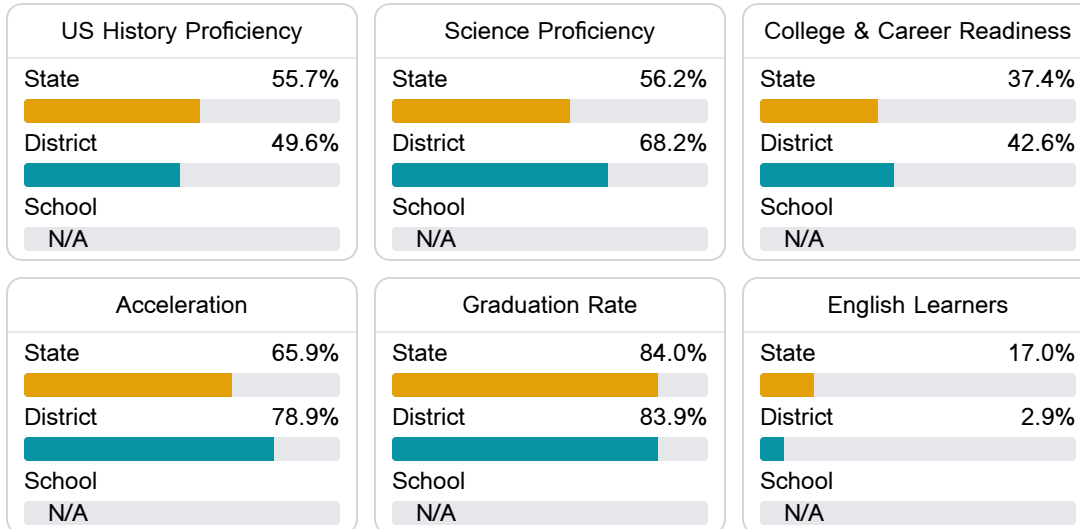 US History Proficiency
State 55.7%
District 49.6%
School
N/A
Science Proficiency
State 56.2%
District 68.2%
School
N/A
College & Career Readiness
State 37.4%
District 42.6%
School
N/A
Acceleration
State 65.9%
District 78.9%
School
N/A
Graduation Rate
State 84.0%
District 83.9%
School
N/A
English Learners
State 17.0%
District 2.9%
School
N/A